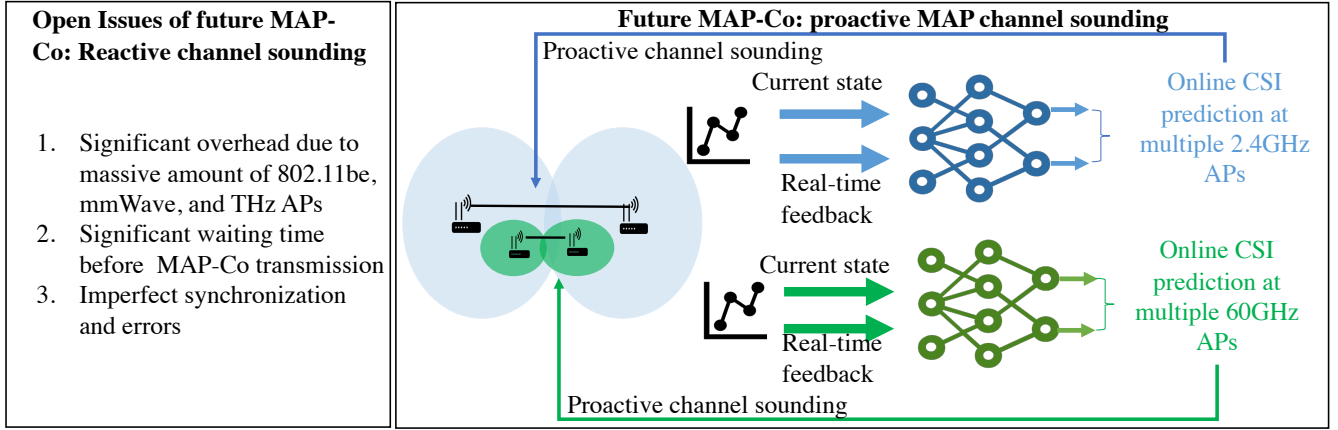 Open Issues of future MAP-
Co: Reactive channel sounding
1. Significant overhead due to
massive amount of 802.11be,
mmWave, and THz APs
2. Significant waiting time
before MAP-Co transmission
3. Imperfect synchronization
and errors
Future MAP-Co: proactive MAP channel sounding
Proactive channel sounding
Current state
Real-time
feedback
Online CSI
prediction at
multiple 2.4GHz
APs
Current state
Real-time
feedback
Online CSI
prediction at
multiple 60GHz
APs
Proactive channel sounding